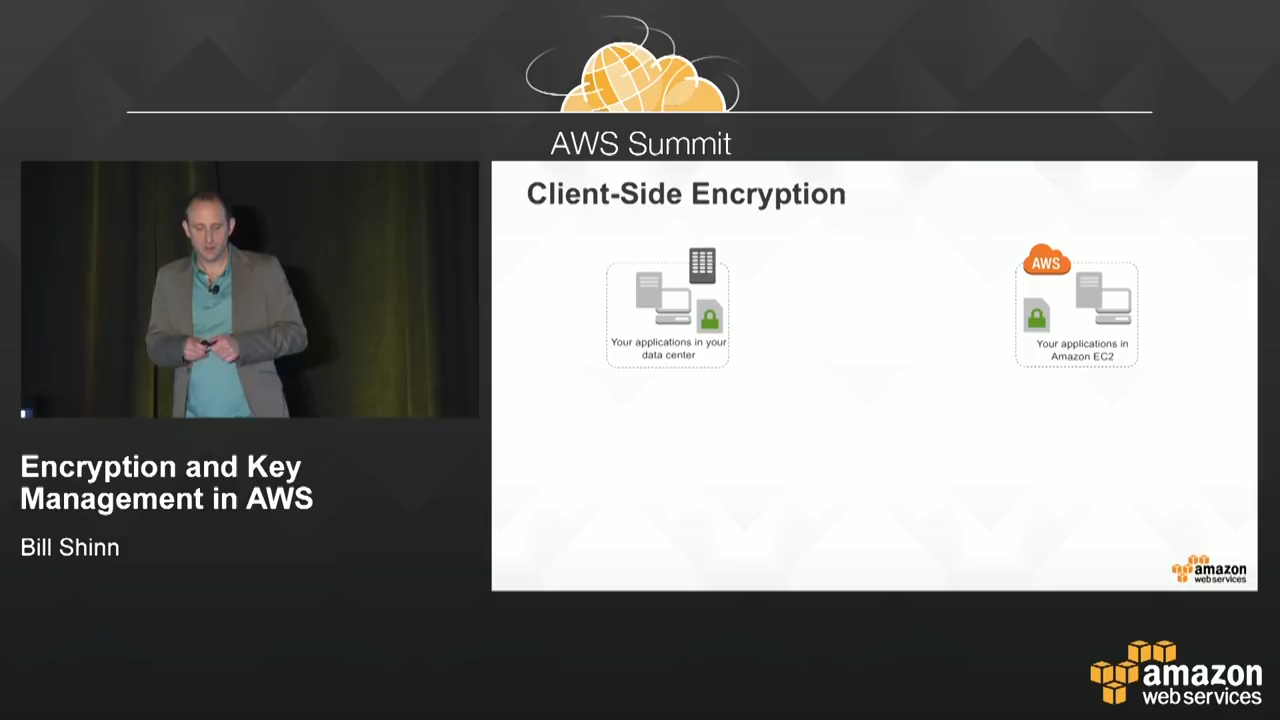 AWS Summit
Client-Side Encryption
Your applications in your
data center
AWS
Your applications in
Amazon EC2
amazon
web services
Encryption and Key
Management in AWS
Bill Shinn
amazon
web services